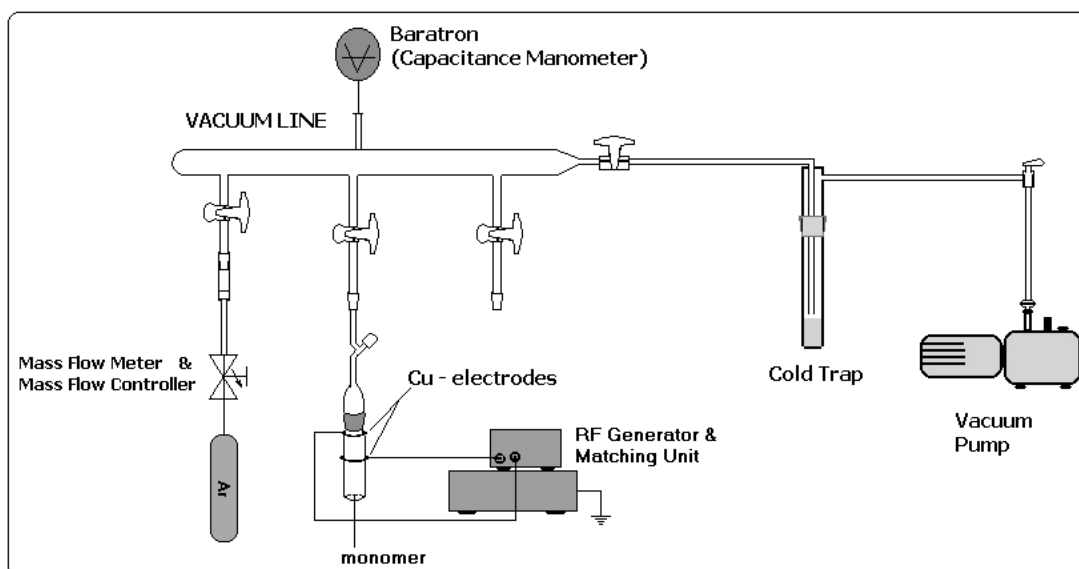 Baratron
(Capacitance Manometer)
VACUUM LINE
Mass Flow Meter &
Mass Flow Controller
Cu - electrodes
Cold Trap
RF Generator &
Matching Unit
Vacuum
Pump
Ar
monomer